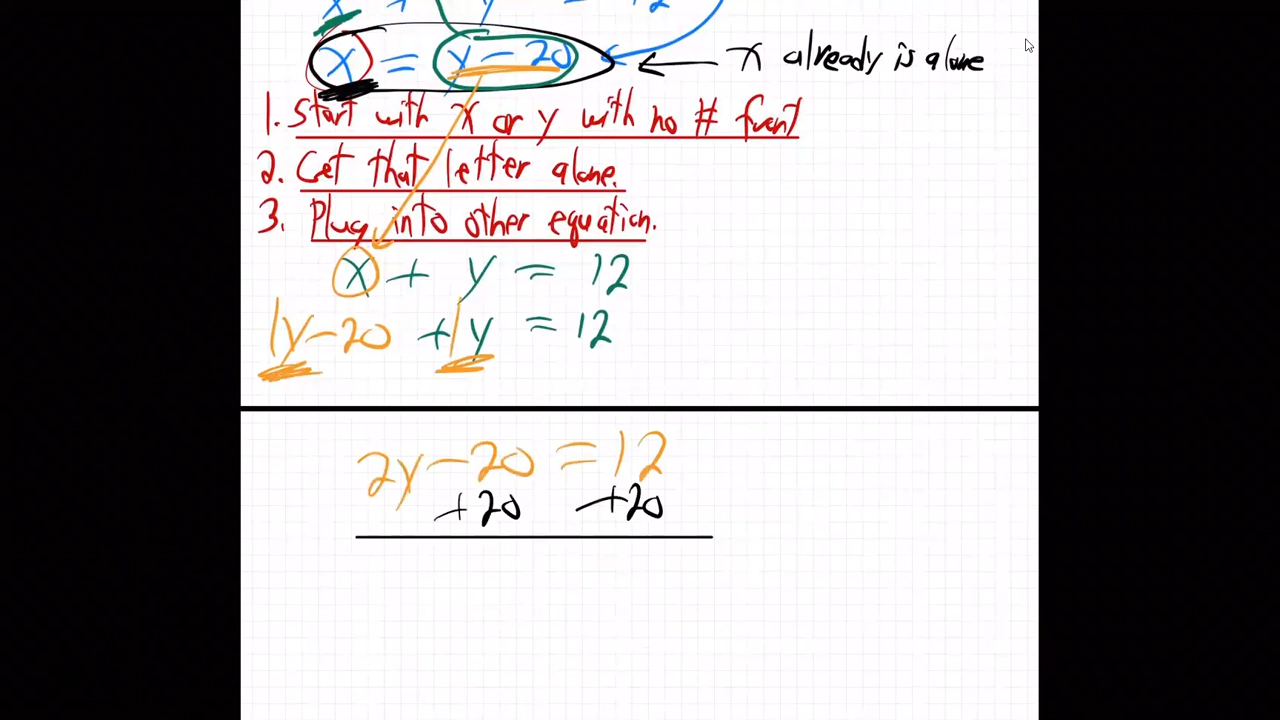 x + y = 12
x = y - 20 ← x already is alone
1. Start with x or y with no # front
2. Get that letter alone.
3. Plug into other equation.
x + y = 12
1y - 20 + 1y = 12
2y - 20 = 12
+20 +20